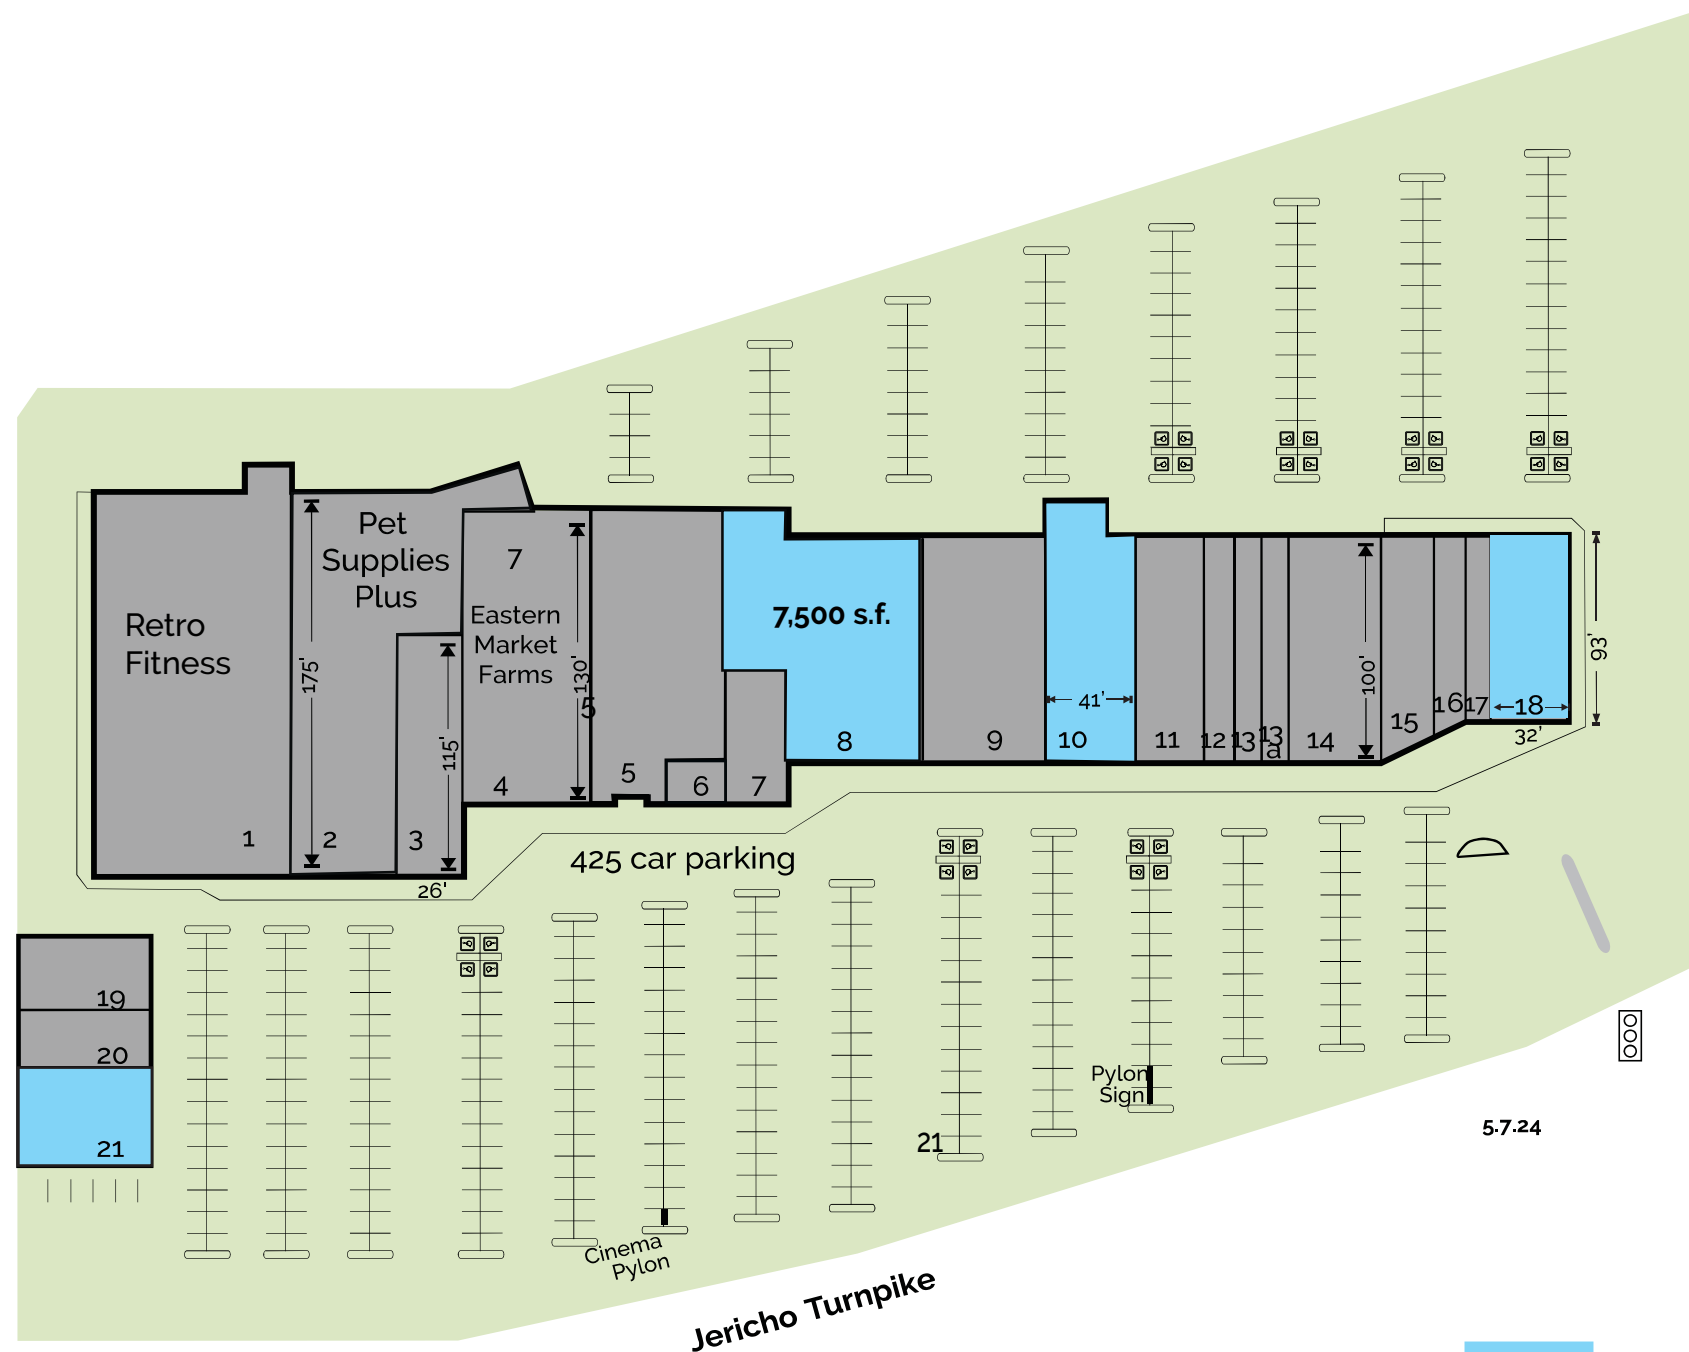 Pet
Supplies
Plus
7
Retro
Fitness
Eastern
Market
Farms
7,500 s.f.
175'
130'
115'
100'
93'
5
41'
1
2
3
4
5
6
7
8
9
10
11
12
13
13
a
14
15
16
17
18
32'
26'
425 car parking
19
20
21
Pylon
Sign
21
5.7.24
Cinema
Pylon
Jericho Turnpike